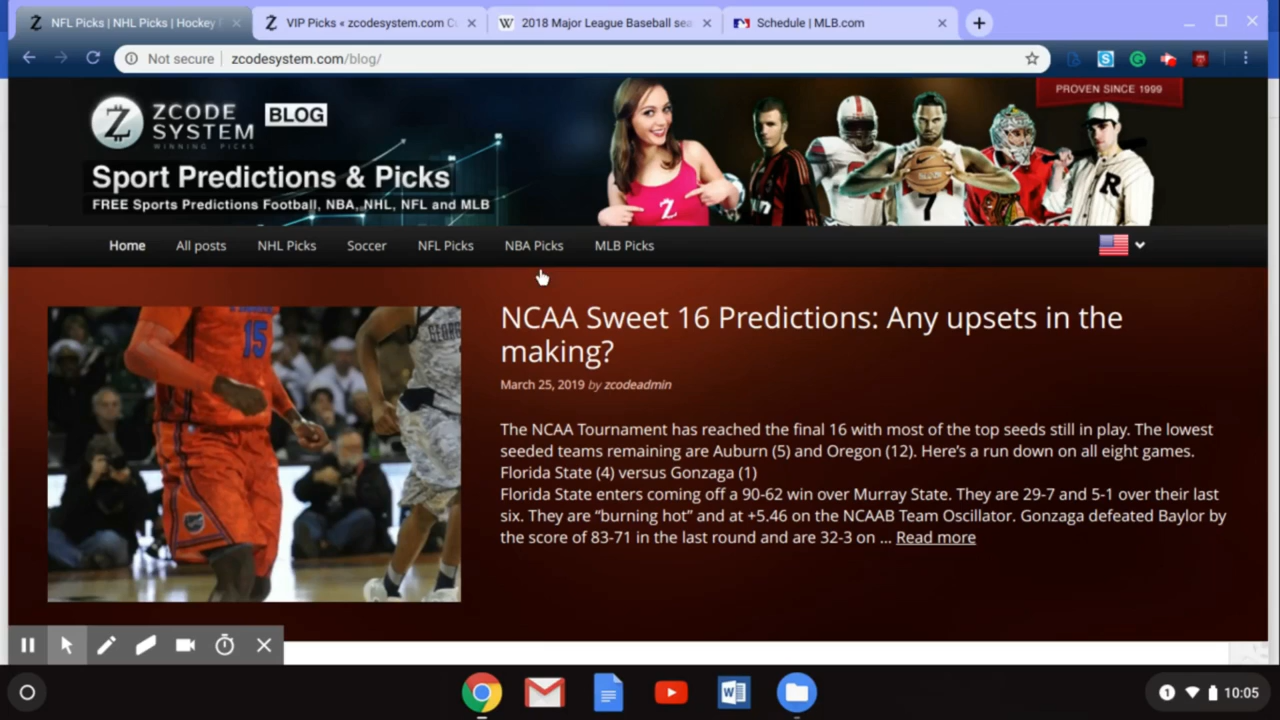 NFL Picks | NHL Picks | Hockey
VIP Picks « zcodesystem.com
2018 Major League Baseball
Schedule | MLB.com
Not secure
zcodesystem.com/blog/
PROVEN SINCE 1999
ZCODE
SYSTEM
WINNING PICKS
BLOG
Sport Predictions & Picks
FREE Sports Predictions Football, NBA, NHL, NFL and MLB
Z
7
R
Home
All posts
NHL Picks
Soccer
NFL Picks
NBA Picks
MLB Picks
15
NCAA Sweet 16 Predictions: Any upsets in the
making?
March 25, 2019 by zcodeadmin
The NCAA Tournament has reached the final 16 with most of the top seeds still in play. The lowest
seeded teams remaining are Auburn (5) and Oregon (12). Here’s a run down on all eight games.
Florida State (4) versus Gonzaga (1)
Florida State enters coming off a 90-62 win over Murray State. They are 29-7 and 5-1 over their last
six. They are “burning hot” and at +5.46 on the NCAAB Team Oscillator. Gonzaga defeated Baylor by
the score of 83-71 in the last round and are 32-3 on ... Read more
1
10:05